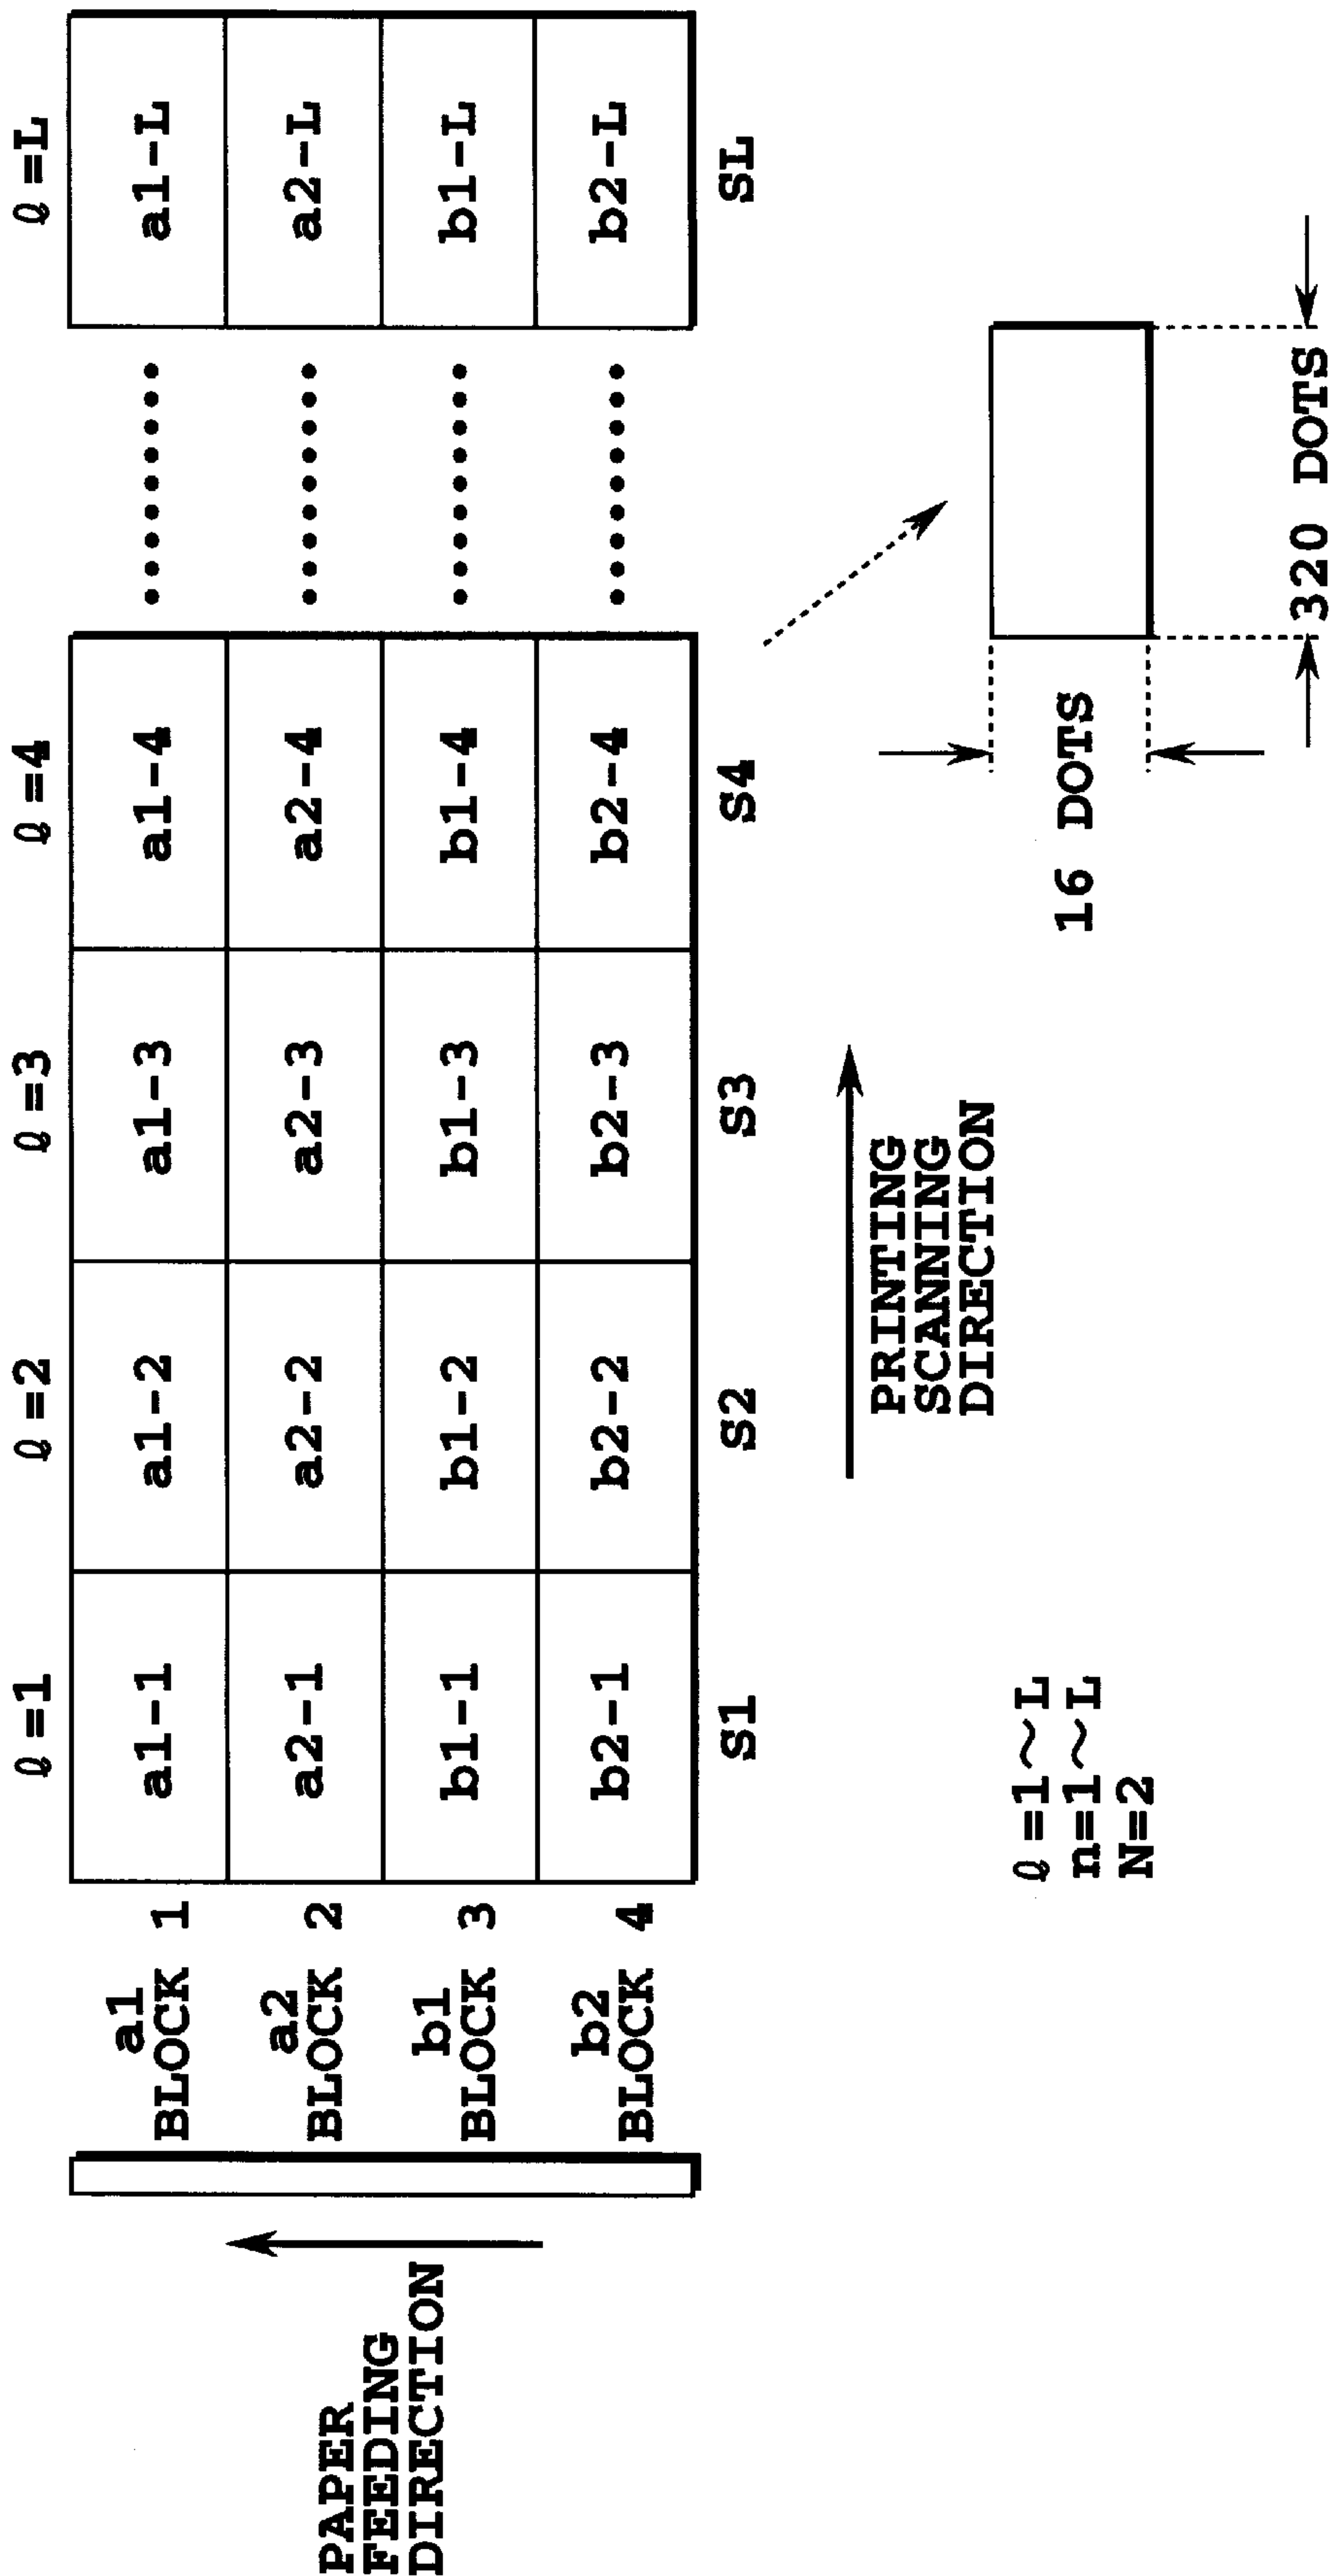 ℓ=1 ℓ=2 ℓ=3 ℓ=4 ℓ=L
a1
BLOCK 1
a1-1 a1-2 a1-3 a1-4 ········· a1-L
a2
BLOCK 2
a2-1 a2-2 a2-3 a2-4 ········· a2-L
b1
BLOCK 3
b1-1 b1-2 b1-3 b1-4 ········· b1-L
b2
BLOCK 4
b2-1 b2-2 b2-3 b2-4 ········· b2-L
S1 S2 S3 S4 SL
PAPER
FEEDING
DIRECTION
PRINTING
SCANNING
DIRECTION
16 DOTS
320 DOTS
ℓ=1~L
n=1~L
N=2